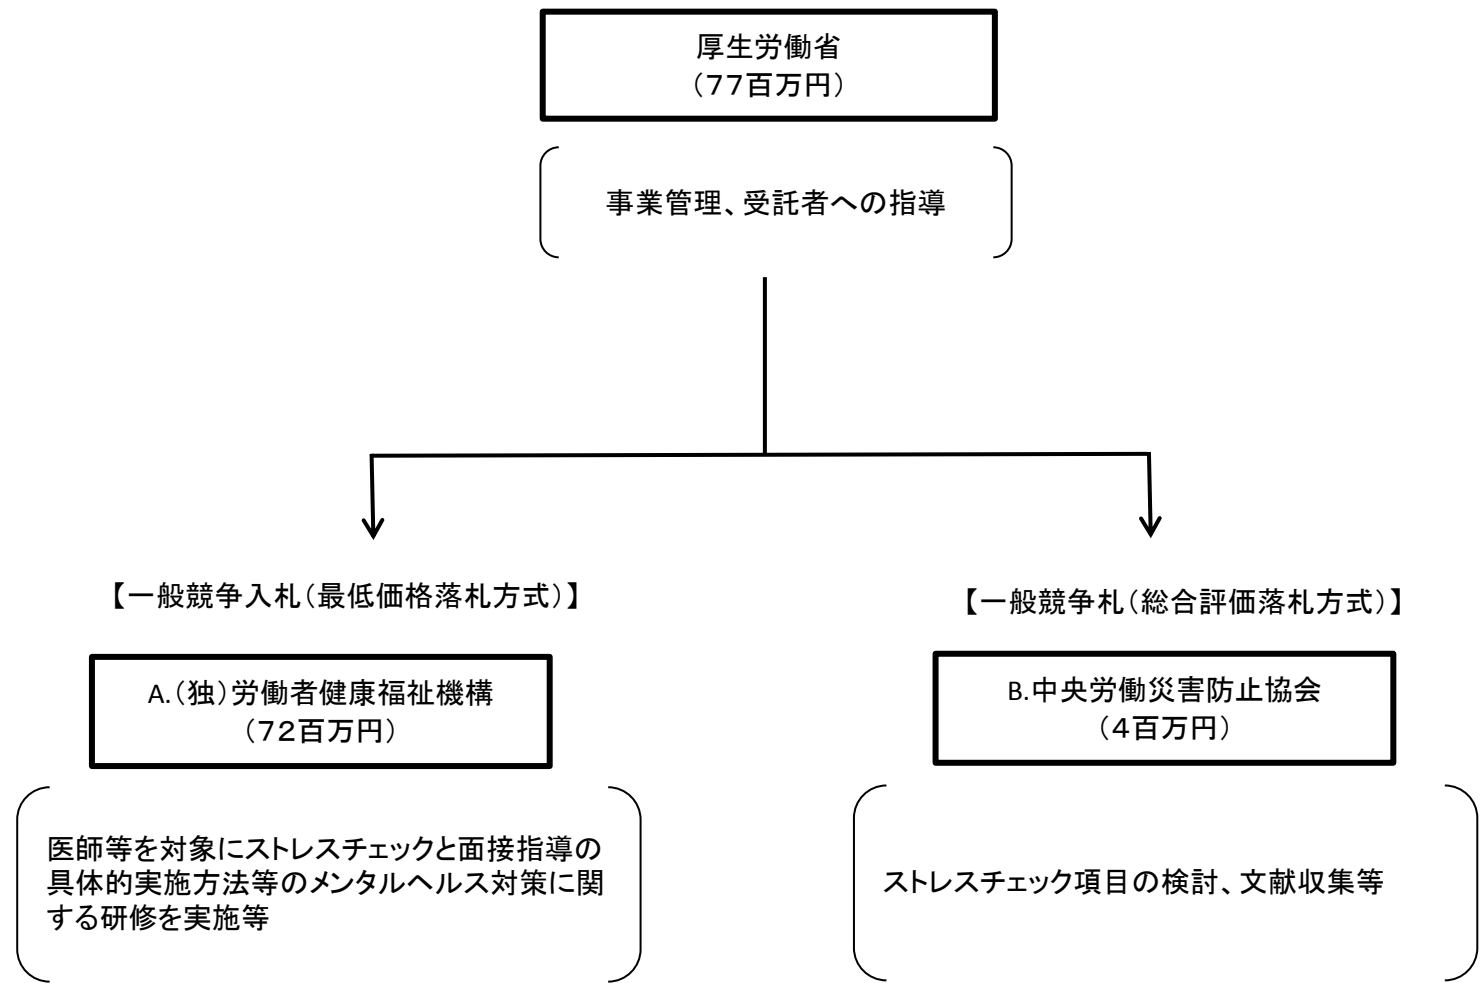 厚生労働省
（７７百万円）
事業管理、受託者への指導
【一般競争入札（最低価格落札方式）】
A.（独）労働者健康福祉機構
（７２百万円）
医師等を対象にストレスチェックと面接指導の
具体的実施方法等のメンタルヘルス対策に関
する研修を実施等
【一般競争札（総合評価落札方式）】
B.中央労働災害防止協会
（４百万円）
ストレスチェック項目の検討、文献収集等